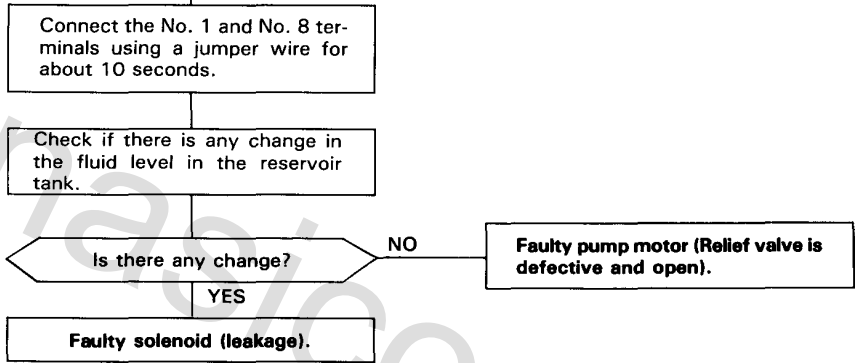 Connect the No. 1 and No. 8 ter-
minals using a jumper wire for
about 10 seconds.
Check if there is any change in
the fluid level in the reservoir
tank.
Is there any change?
NO
Faulty pump motor (Relief valve is
defective and open).
YES
Faulty solenoid (leakage).